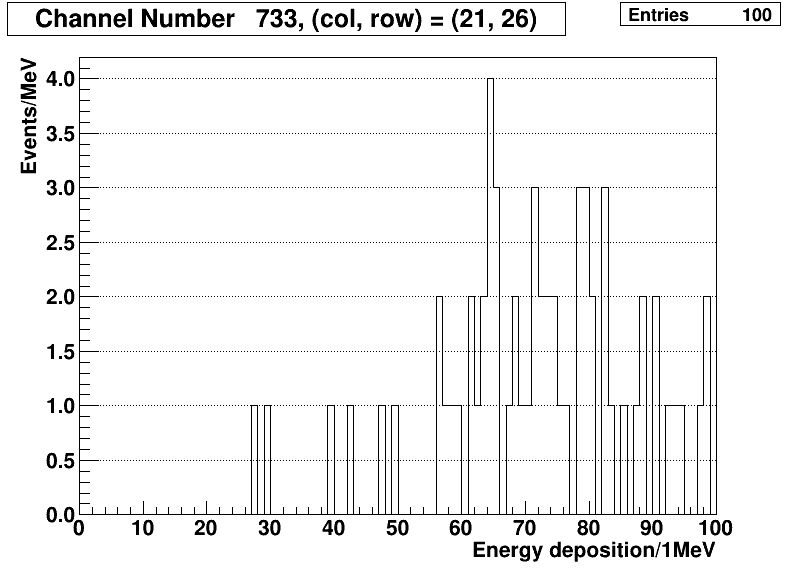 Channel Number   733, (col, row) = (21, 26)
Entries 100
Events/MeV
4.0
3.5
3.0
2.5
2.0
1.5
1.0
0.5
0.0
0 10 20 30 40 50 60 70 80 90 100
Energy deposition/1MeV